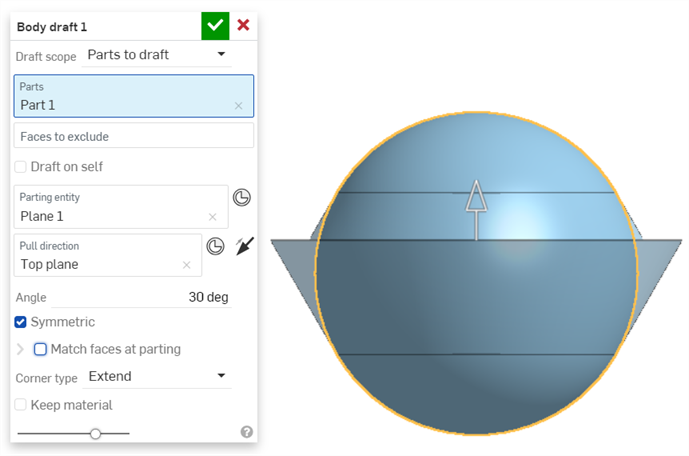 Body draft 1
Draft scope Parts to draft
Parts
Part 1
Faces to exclude
Draft on self
Parting entity
Plane 1
Pull direction
Top plane
Angle 30 deg
Symmetric
Match faces at parting
Corner type Extend
Keep material